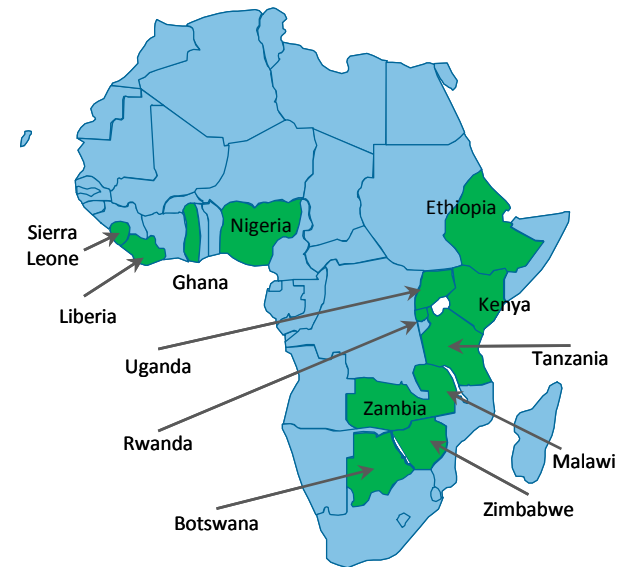 Ethiopia
Nigeria
Sierra
Leone
Ghana
Kenya
Liberia
Uganda
Tanzania
Zambia
Rwanda
Malawi
Zimbabwe
Botswana